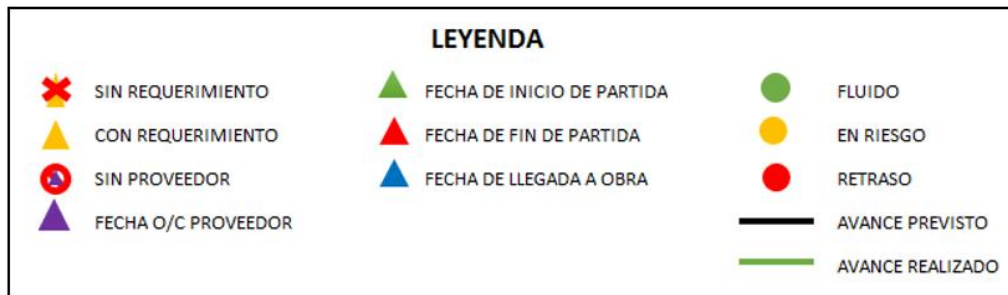 LEYENDA
SIN REQUERIMIENTO
CON REQUERIMIENTO
SIN PROVEEDOR
FECHA O/C PROVEEDOR
FECHA DE INICIO DE PARTIDA
FECHA DE FIN DE PARTIDA
FECHA DE LLEGADA A OBRA
FLUIDO
EN RIESGO
RETRASO
AVANCE PREVISTO
AVANCE REALIZADO